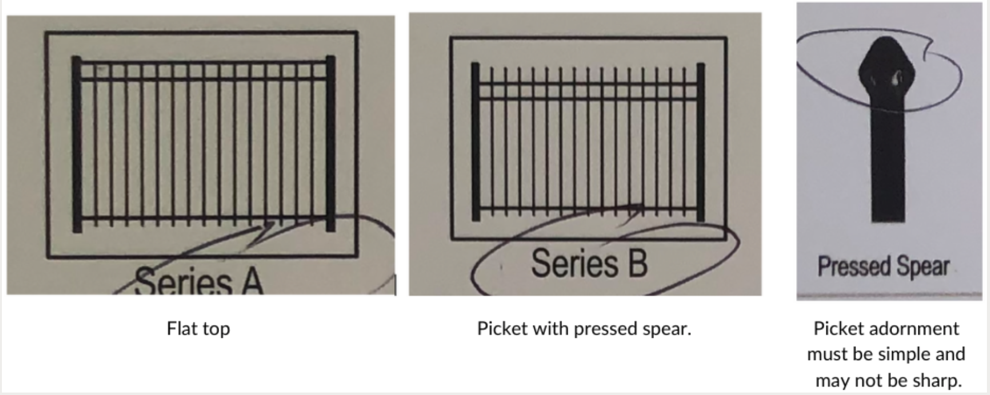 Series A
Series B
Pressed Spear
Flat top
Picket with pressed spear.
Picket adornment
must be simple and
may not be sharp.